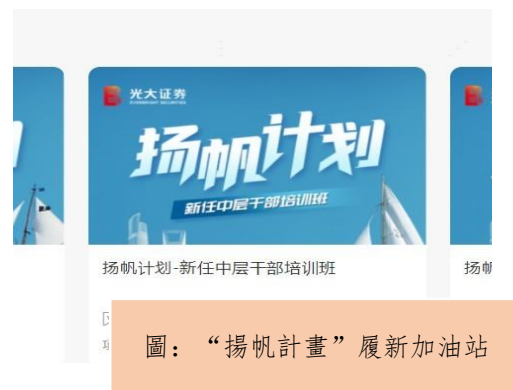 光大证券
EVERBRIGHT SECURITIES
扬帆计划
新任中层干部培训班
扬帆计划-新任中层干部培训班
扬帆
圖：“揚帆計畫”履新加油站